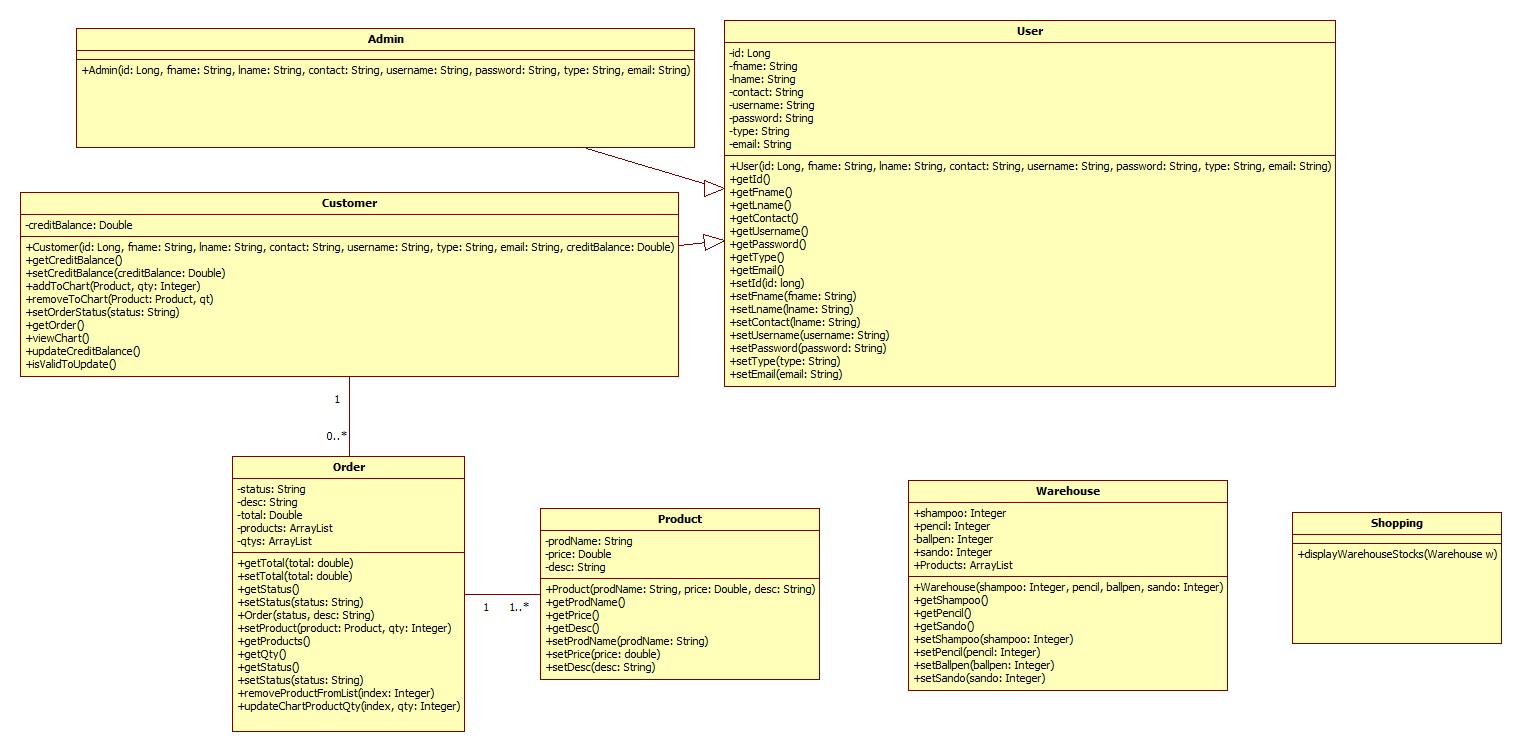 Admin
+Admin(id: Long, fname: String, lname: String, contact: String, username: String, password: String, type: String, email: String)
User
-id: Long
-fname: String
-lname: String
-contact: String
-username: String
-password: String
-type: String
-email: String
+User(id: Long, fname: String, lname: String, contact: String, username: String, password: String, type: String, email: String)
+getId()
+getFname()
+getLname()
+getContact()
+getUsername()
+getPassword()
+getType()
+getEmail()
+setId(id: long)
+setFname(fname: String)
+setLname(lname: String)
+setContact(lname: String)
+setUsername(username: String)
+setPassword(password: String)
+setType(type: String)
+setEmail(email: String)
Customer
-creditBalance: Double
+Customer(id: Long, fname: String, lname: String, contact: String, username: String, type: String, email: String, creditBalance: Double)
+getCreditBalance()
+setCreditBalance(creditBalance: Double)
+addToChart(Product, qty: Integer)
+removeToChart(Product: Product, qt)
+setOrderStatus(status: String)
+getOrder()
+viewChart()
+updateCreditBalance()
+isValidToUpdate()
1
0..*
Order
-status: String
-desc: String
-total: Double
-products: ArrayList
-qtys: ArrayList
+getTotal(total: double)
+setTotal(total: double)
+getStatus()
+setStatus(status: String)
+Order(status, desc: String)
+setProduct(product: Product, qty: Integer)
+getProducts()
+getQty()
+getStatus()
+setStatus(status: String)
+removeProductFromList(index: Integer)
+updateChartProductQty(index, qty: Integer)
1
1..*
Product
-prodName: String
-price: Double
-desc: String
+Product(prodName: String, price: Double, desc: String)
+getProdName()
+getPrice()
+getDesc()
+setProdName(prodName: String)
+setPrice(price: double)
+setDesc(desc: String)
Warehouse
+shampoo: Integer
+pencil: Integer
-ballpen: Integer
+sando: Integer
+Products: ArrayList
+Warehouse(shampoo: Integer, pencil, ballpen, sando: Integer)
+getShampoo()
+getPencil()
+getSando()
+setShampoo(shampoo: Integer)
+setPencil(pencil: Integer)
+setBallpen(ballpen: Integer)
+setSando(sando: Integer)
Shopping
+displayWarehouseStocks(Warehouse w)